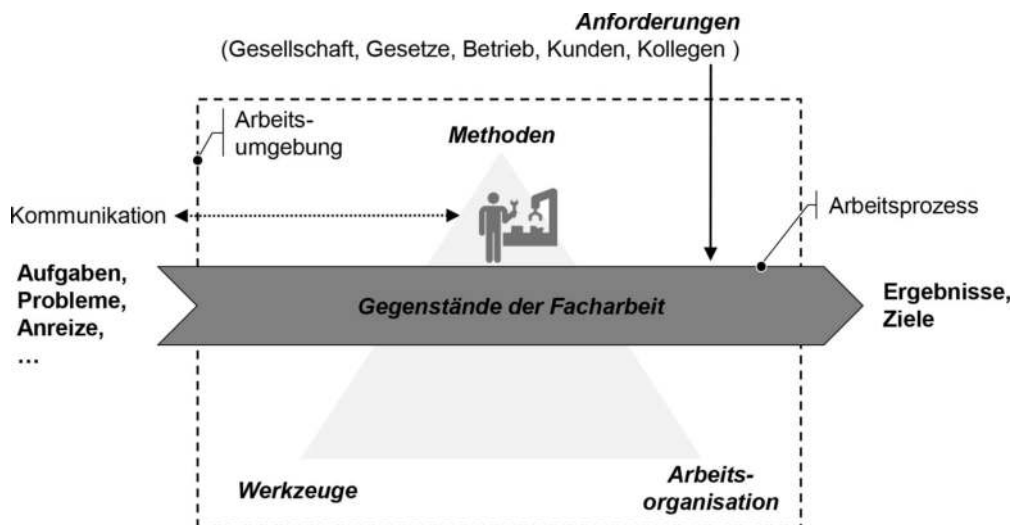 Anforderungen
(Gesellschaft, Gesetze, Betrieb, Kunden, Kollegen )
Arbeits-
umgebung
Methoden
Kommunikation
Arbeitsprozess
Aufgaben,
Probleme,
Anreize,
...
Gegenstände der Facharbeit
Ergebnisse,
Ziele
Werkzeuge
Arbeits-
organisation